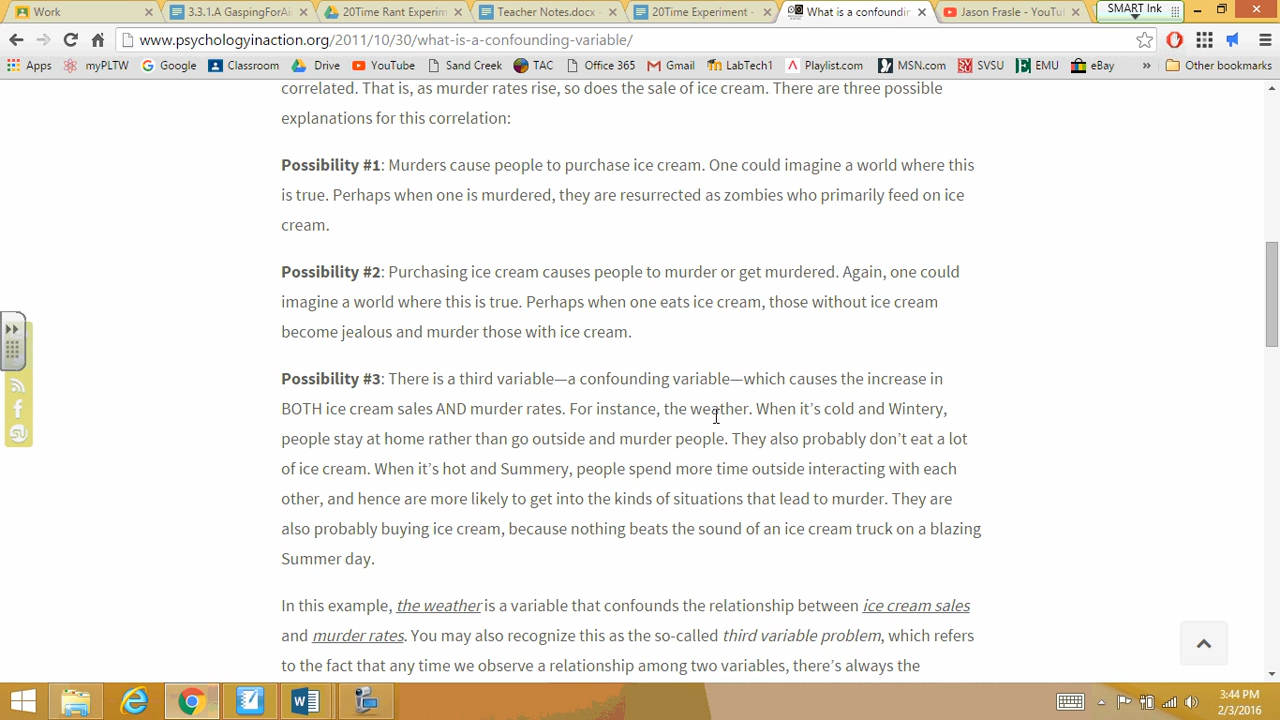 Work
3.3.1.A GaspingForAi
20Time Rant Experim
Teacher Notes.docx
20Time Experiment -
What is a confoundin
Jason Frasle - YouTu
SMART Ink
www.psychologyinaction.org/2011/10/30/what-is-a-confounding-variable/
Apps
myPLTW
Google
Classroom
Drive
YouTube
Sand Creek
TAC
Office 365
Gmail
LabTech1
Playlist.com
MSN.com
SVSU
EMU
eBay
»
Other bookmarks
correlated. That is, as murder rates rise, so does the sale of ice cream. There are three possible
explanations for this correlation:
Possibility #1: Murders cause people to purchase ice cream. One could imagine a world where this
is true. Perhaps when one is murdered, they are resurrected as zombies who primarily feed on ice
cream.
Possibility #2: Purchasing ice cream causes people to murder or get murdered. Again, one could
imagine a world where this is true. Perhaps when one eats ice cream, those without ice cream
become jealous and murder those with ice cream.
Possibility #3: There is a third variable—a confounding variable—which causes the increase in
BOTH ice cream sales AND murder rates. For instance, the weather. When it’s cold and Wintery,
people stay at home rather than go outside and murder people. They also probably don’t eat a lot
of ice cream. When it’s hot and Summery, people spend more time outside interacting with each
other, and hence are more likely to get into the kinds of situations that lead to murder. They are
also probably buying ice cream, because nothing beats the sound of an ice cream truck on a blazing
Summer day.
In this example, the weather is a variable that confounds the relationship between ice cream sales
and murder rates. You may also recognize this as the so-called third variable problem, which refers
to the fact that any time we observe a relationship among two variables, there’s always the
3:44 PM
2/3/2016